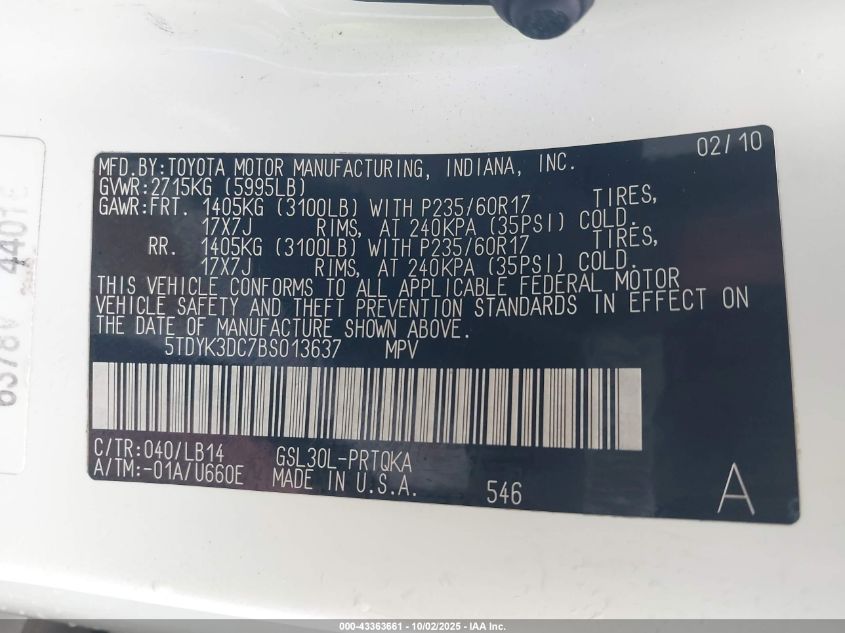 02/10
MFD.BY:TOYOTA MOTOR MANUFACTURING, INDIANA, INC.
GVWR:2715KG (5995LB)
GAWR:FRT. 1405KG (3100LB) WITH P235/60R17 TIRES,
17X7J RIMS, AT 240KPA (35PSI) COLD.
RR. 1405KG (3100LB) WITH P235/60R17 TIRES,
17X7J RIMS, AT 240KPA (35PSI) COLD.
THIS VEHICLE CONFORMS TO ALL APPLICABLE FEDERAL MOTOR
VEHICLE SAFETY AND THEFT PREVENTION STANDARDS IN EFFECT ON
THE DATE OF MANUFACTURE SHOWN ABOVE.
5TDYK3DC7BS013637 MPV
C/TR:040/LB14 GSL30L-PRTQKA
A/TM:-01A/U660E MADE IN U.S.A. 546 A
000-43363661 - 10/02/2025 - IAA Inc.